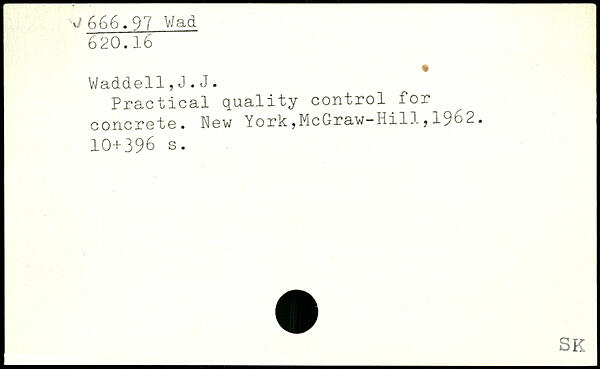 ✓ 666.97 Wad
620.16
Waddell,J.J.
Practical quality control for
concrete. New York,McGraw-Hill,1962.
10+396 s.
SK